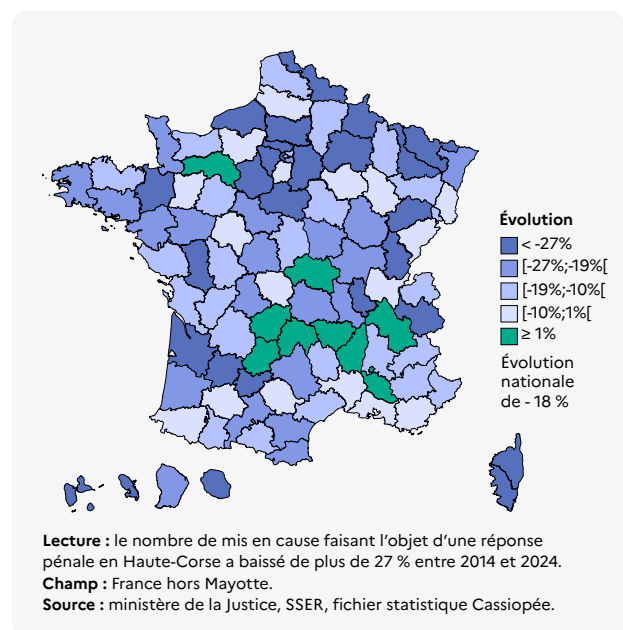 Évolution
< -27%
[-27%;-19%[
[-19%;-10%[
[-10%;1%[
≥ 1%
Évolution
nationale
de - 18 %
Lecture : le nombre de mis en cause faisant l'objet d'une réponse
pénale en Haute-Corse a baissé de plus de 27 % entre 2014 et 2024.
Champ : France hors Mayotte.
Source : ministère de la Justice, SSER, fichier statistique Cassiopée.